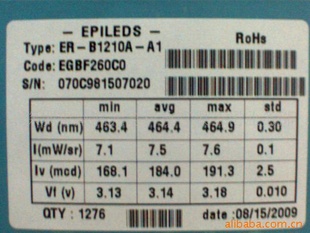 - EPILEDS -
RoHs
Type: ER-B1210A-A1
Code: EGBF260C0
S/N: 070C981507020
min avg max std
Wd (nm) 463.4 464.4 464.9 0.30
I(mW/sr) 7.1 7.5 7.6 0.1
Iv (mcd) 168.1 184.0 191.3 2.5
Vf (v) 3.13 3.14 3.18 0.010
QTY : 1276 date :08/15/2009
alibaba.com.cn